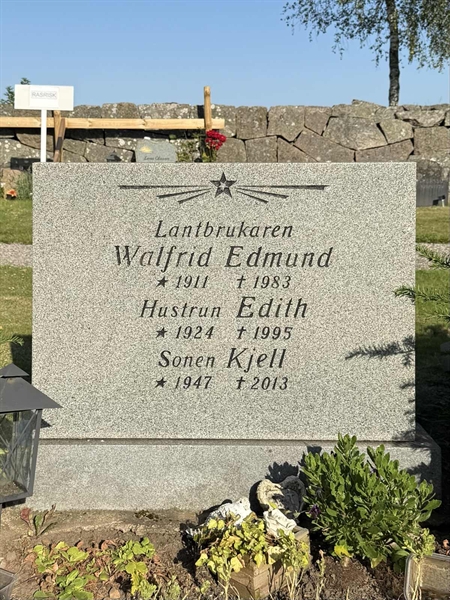 Lantbrukaren
Walfrid Edmund
★ 1911 † 1983
Hustrun Edith
★ 1924 † 1995
Sonen Kjell
★ 1947 † 2013